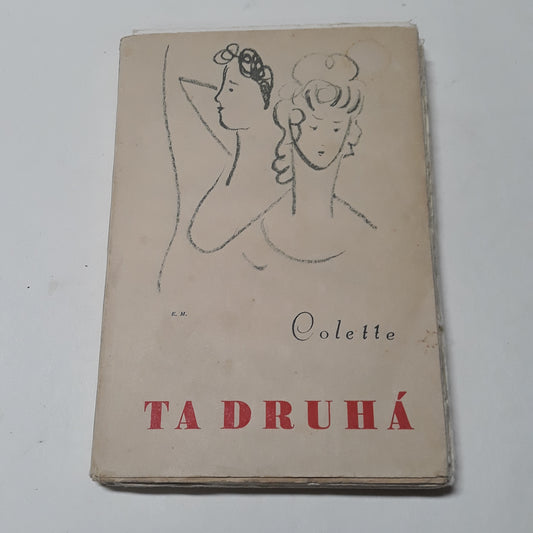 E. M.
Colette
TA DRUHÁ